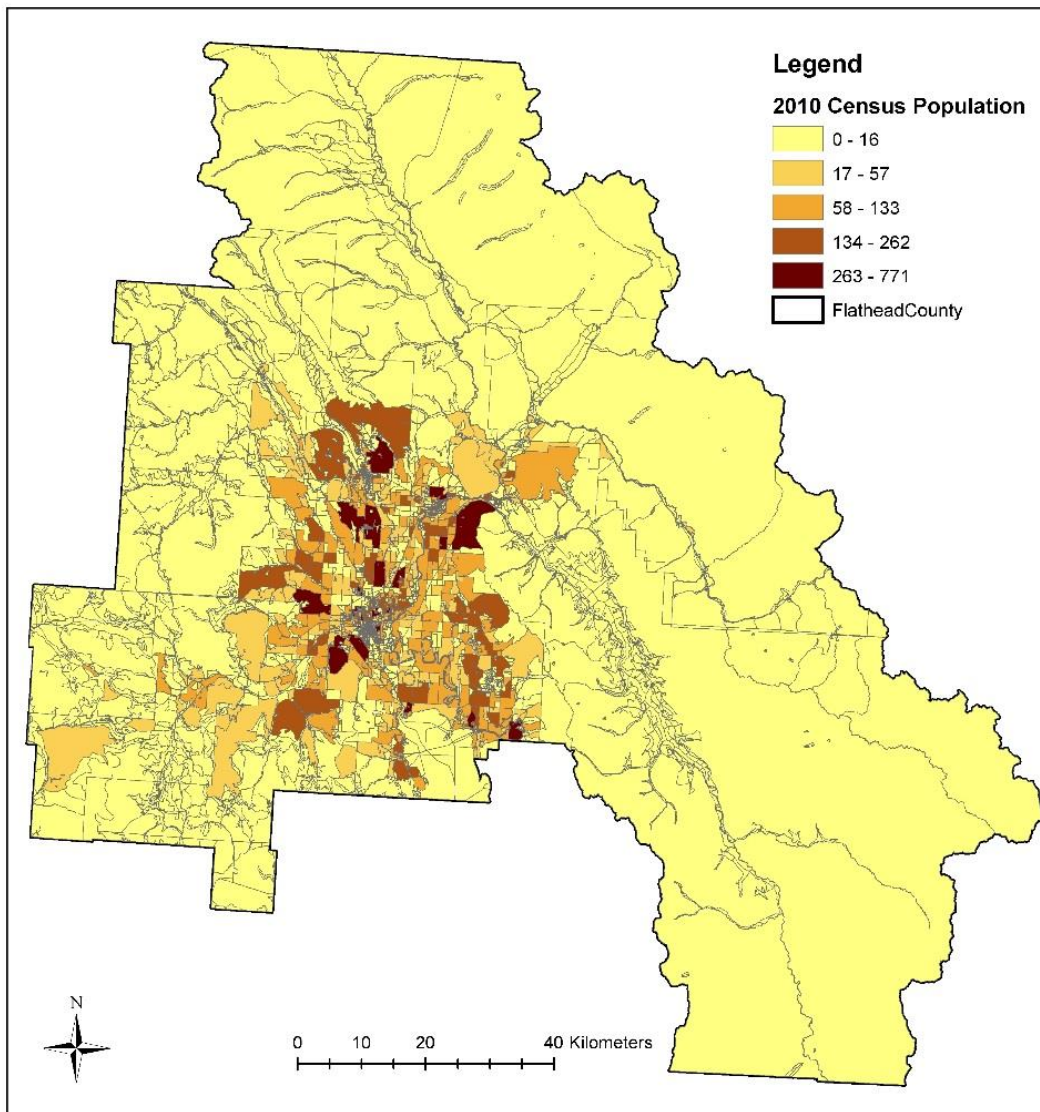 Legend
2010 Census Population
0 - 16
17 - 57
58 - 133
134 - 262
263 - 771
FlatheadCounty
N
0 10 20 40 Kilometers